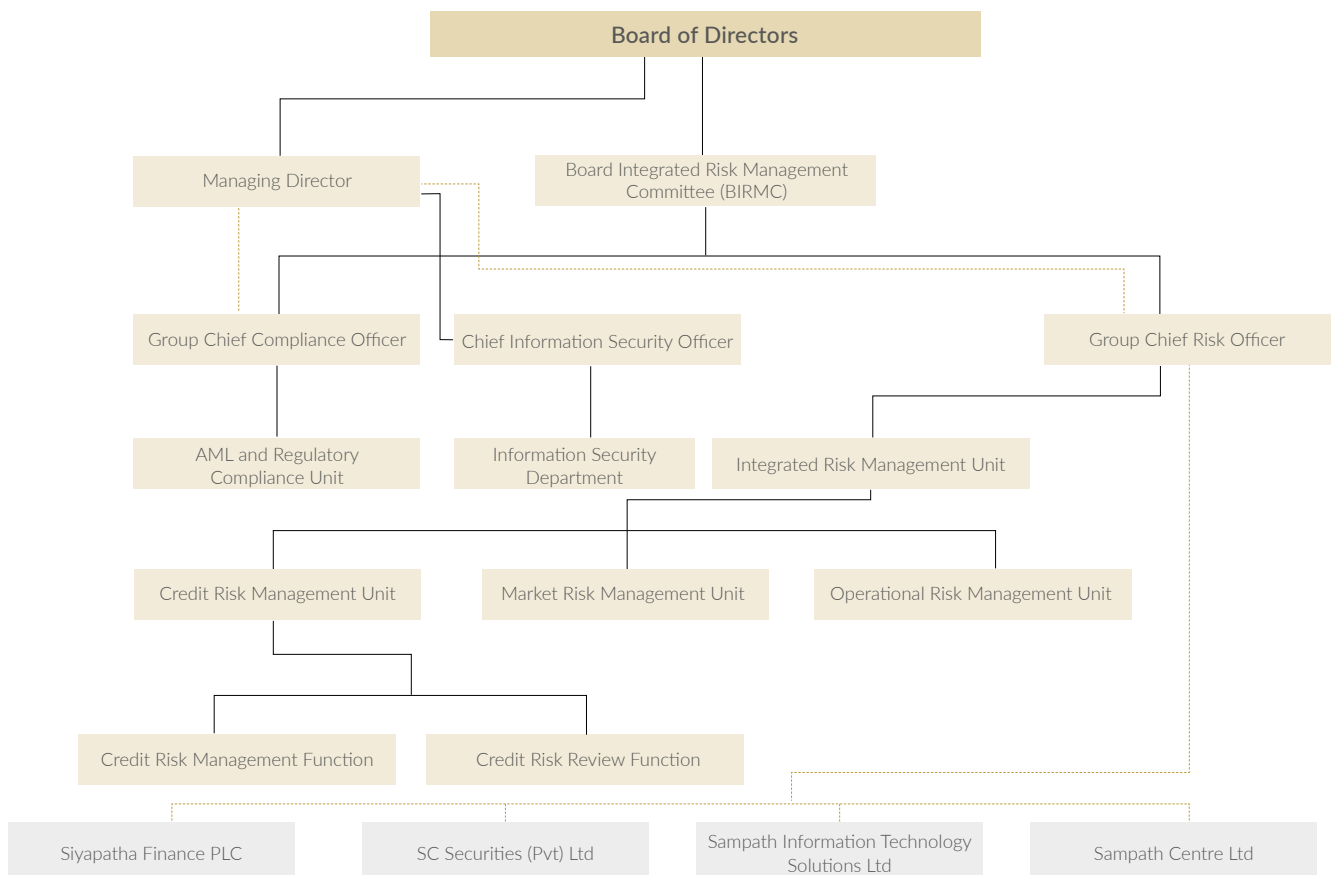 Board of Directors
Managing Director
Board Integrated Risk Management
Committee (BIRMC)
Group Chief Compliance Officer
Chief Information Security Officer
Group Chief Risk Officer
AML and Regulatory
Compliance Unit
Information Security
Department
Integrated Risk Management Unit
Credit Risk Management Unit
Market Risk Management Unit
Operational Risk Management Unit
Credit Risk Management Function
Credit Risk Review Function
Siyapatha Finance PLC
SC Securities (Pvt) Ltd
Sampath Information Technology
Solutions Ltd
Sampath Centre Ltd